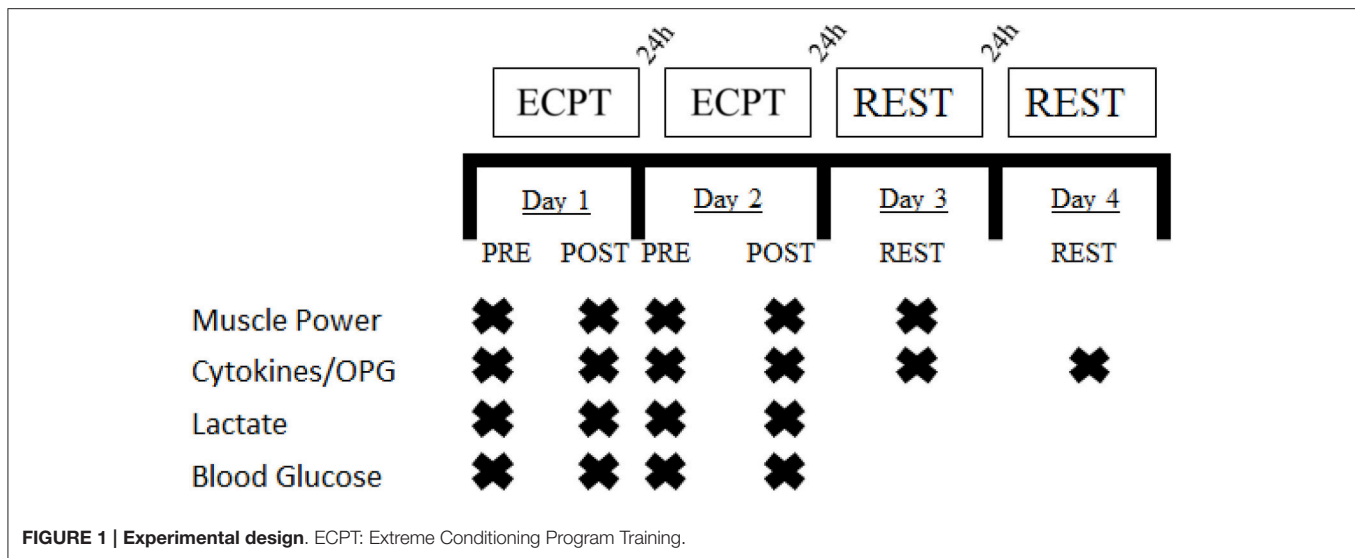 24h 24h 24h
ECPT ECPT REST REST
Day 1 Day 2 Day 3 Day 4
PRE POST PRE POST REST REST
Muscle Power
Cytokines/OPG
Lactate
Blood Glucose
FIGURE 1 | Experimental design. ECPT: Extreme Conditioning Program Training.